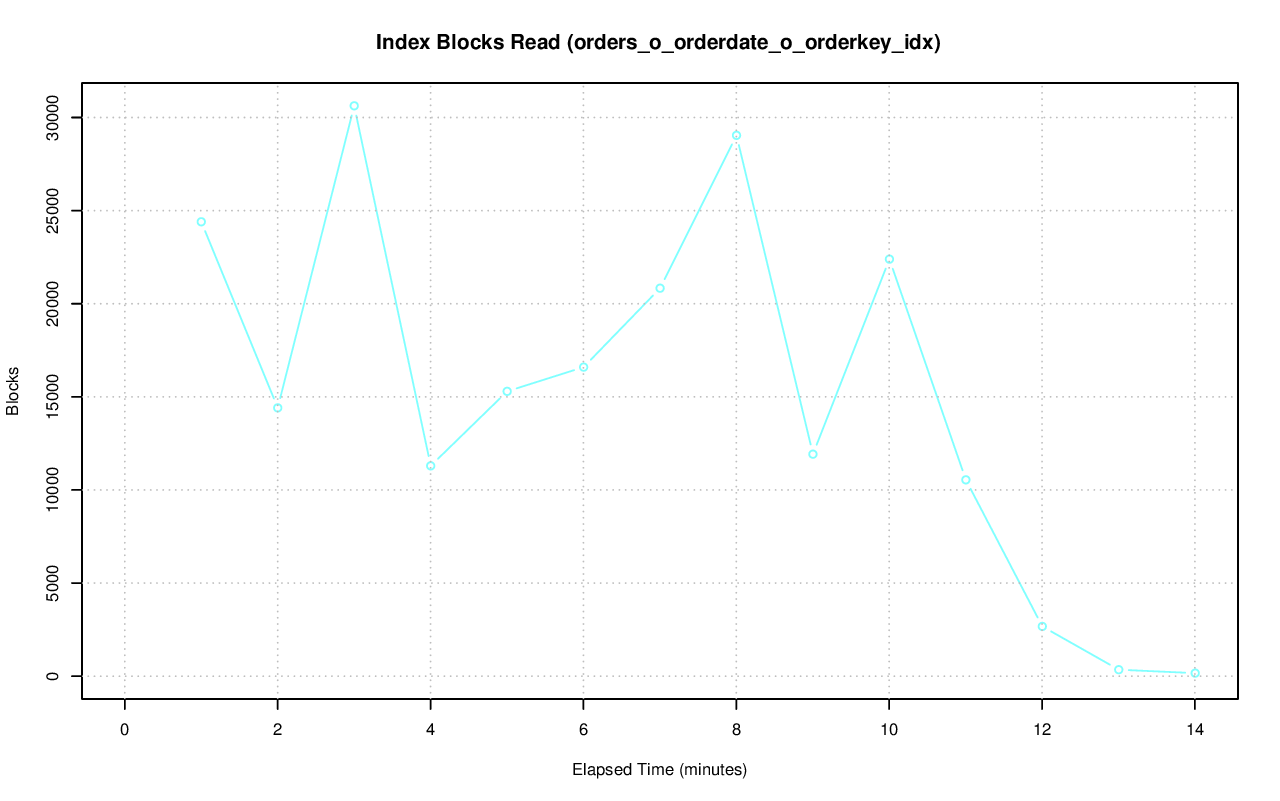 Index Blocks Read (orders_o_orderdate_o_orderkey_idx)
Blocks
30000
25000
20000
15000
10000
5000
0
0 2 4 6 8 10 12 14
Elapsed Time (minutes)